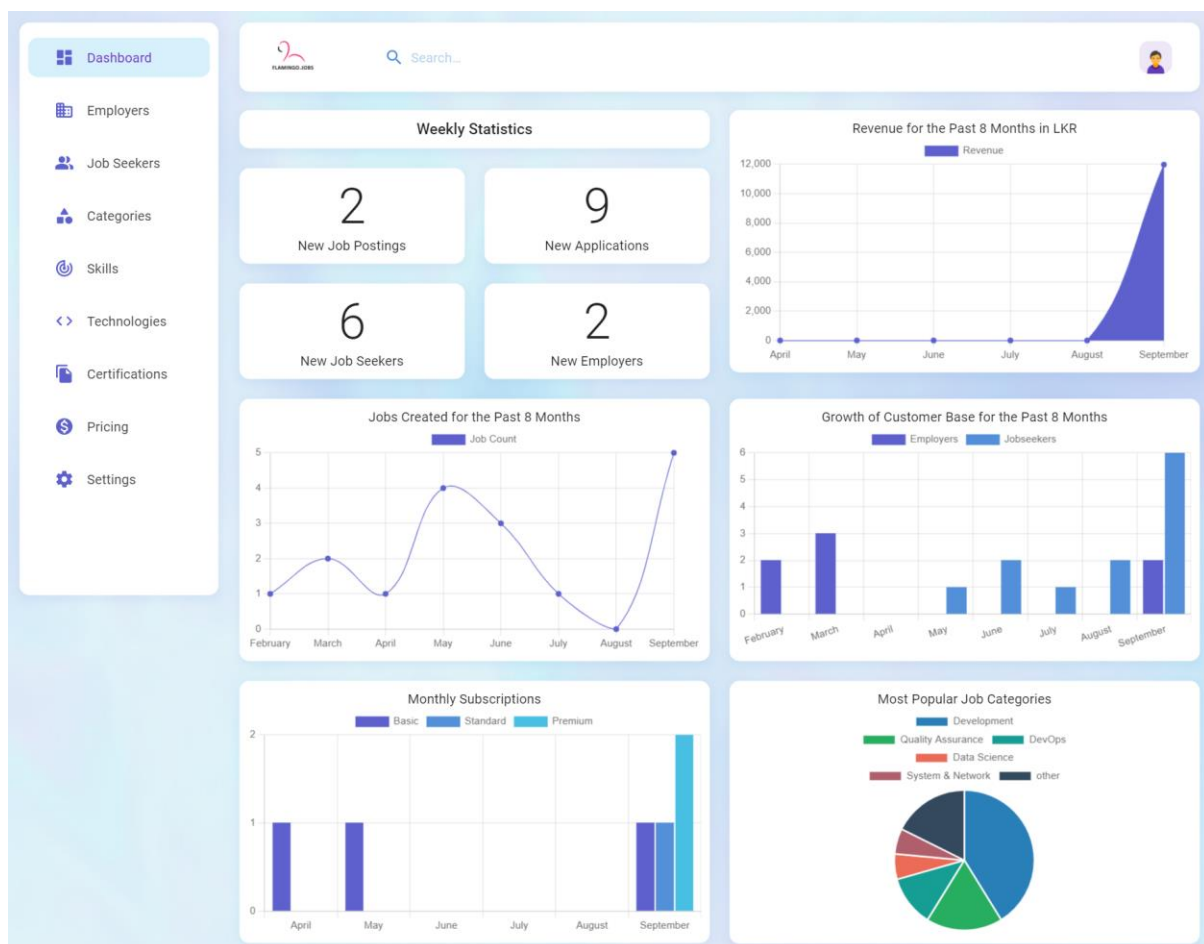 Dashboard
Employers
Job Seekers
Categories
Skills
Technologies
Certifications
Pricing
Settings
FLAMINGO JOBS
Search...
Weekly Statistics
2
New Job Postings
9
New Applications
6
New Job Seekers
2
New Employers
Revenue for the Past 8 Months in LKR
Revenue
12,000
10,000
8,000
6,000
4,000
2,000
0
April May June July August September
Jobs Created for the Past 8 Months
Job Count
5
4
3
2
1
0
February March April May June July August September
Growth of Customer Base for the Past 8 Months
Employers Jobseekers
6
5
4
3
2
1
0
February March April May June July August September
Monthly Subscriptions
Basic Standard Premium
2
1
0
April May June July August September
Most Popular Job Categories
Development
Quality Assurance DevOps
Data Science
System & Network other